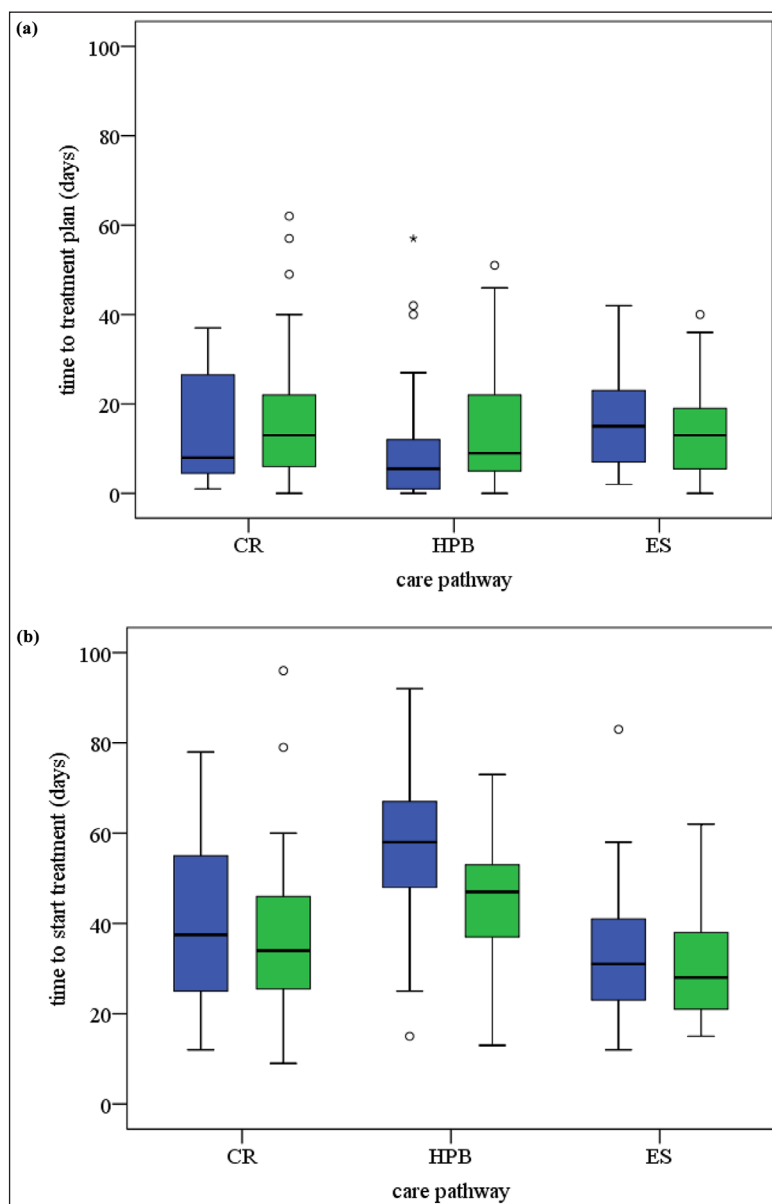 (a)
100
80
60
40
20
0
time to treatment plan (days)
CR HPB ES
care pathway
(b)
100
80
60
40
20
0
time to start treatment (days)
CR HPB ES
care pathway